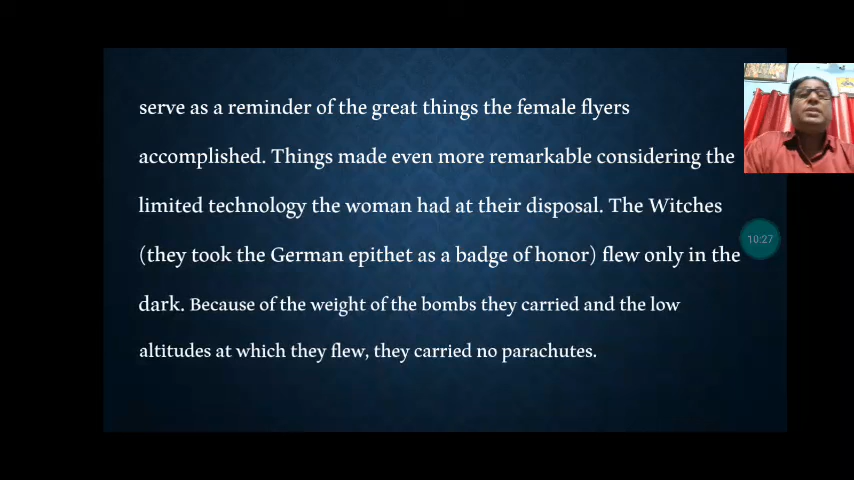 serve as a reminder of the great things the female flyers
accomplished. Things made even more remarkable considering the
limited technology the woman had at their disposal. The Witches
(they took the German epithet as a badge of honor) flew only in the
dark. Because of the weight of the bombs they carried and the low
altitudes at which they flew, they carried no parachutes.
10:27